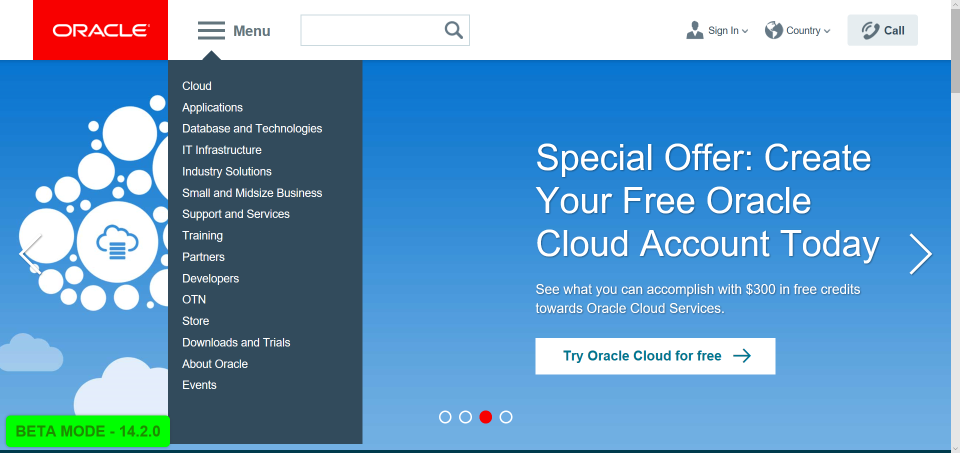 ORACLE
Menu
Sign In
Country
Call
Cloud
Applications
Database and Technologies
IT Infrastructure
Industry Solutions
Small and Midsize Business
Support and Services
Training
Partners
Developers
OTN
Store
Downloads and Trials
About Oracle
Events
Special Offer: Create
Your Free Oracle
Cloud Account Today
See what you can accomplish with $300 in free credits
towards Oracle Cloud Services.
Try Oracle Cloud for free
BETA MODE - 14.2.0